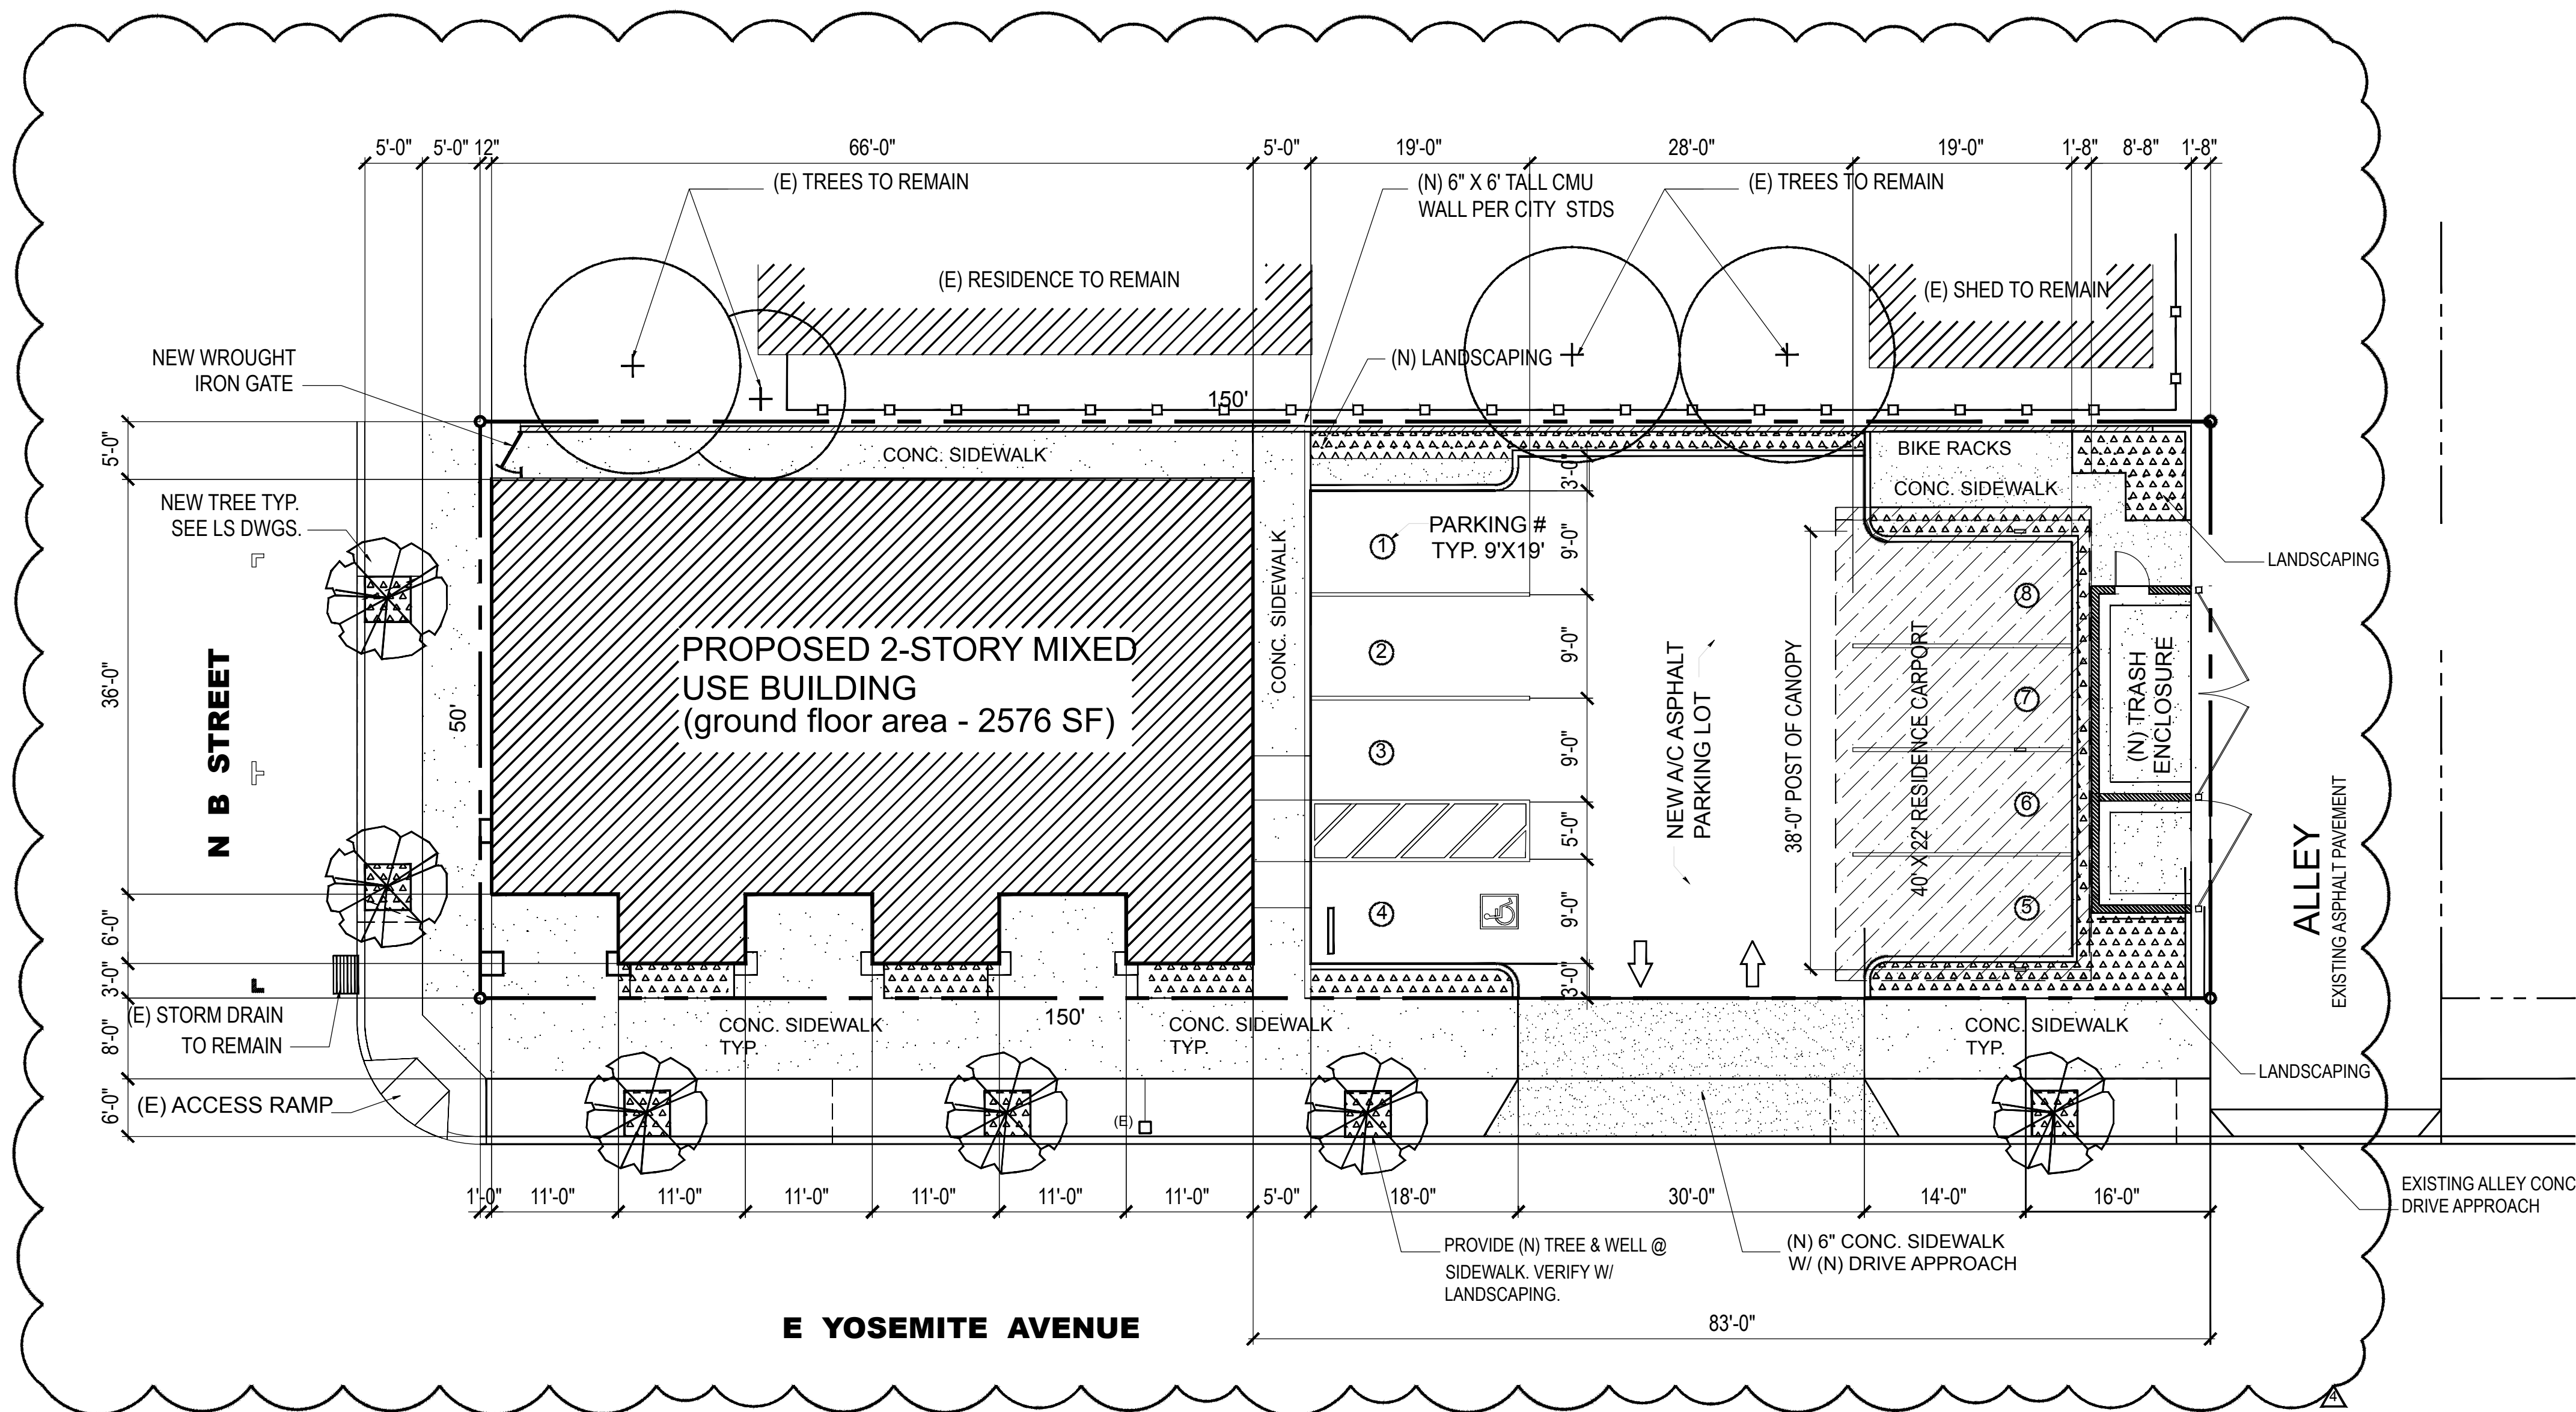 5'-0"
5'-0"
12"
66'-0"
5'-0"
19'-0"
28'-0"
19'-0"
1'-8"
8'-8"
1'-8"
(E) TREES TO REMAIN
(N) 6" X 6' TALL CMU
WALL PER CITY STDS
(E) TREES TO REMAIN
(E) RESIDENCE TO REMAIN
(E) SHED TO REMAIN
NEW WROUGHT
IRON GATE
(N) LANDSCAPING
150'
5'-0"
CONC. SIDEWALK
3'-0"
BIKE RACKS
CONC. SIDEWALK
NEW TREE TYP.
SEE LS DWGS.
PARKING #
TYP. 9'X19'
1
9'-0"
LANDSCAPING
CONC. SIDEWALK
8
36'-0"
N B STREET
50'
PROPOSED 2-STORY MIXED
USE BUILDING
(ground floor area - 2576 SF)
2
9'-0"
NEW A/C ASPHALT
PARKING LOT
38'-0" POST OF CANOPY
40' X 22' RESIDENCE CARPORT
7
(N) TRASH
ENCLOSURE
3
9'-0"
6
5'-0"
ALLEY
EXISTING ASPHALT PAVEMENT
4
9'-0"
5
6'-0"
3'-0"
3'-0"
(E) STORM DRAIN
TO REMAIN
8'-0"
CONC. SIDEWALK
TYP.
150'
CONC. SIDEWALK
TYP.
CONC. SIDEWALK
TYP.
LANDSCAPING
6'-0"
(E) ACCESS RAMP
(E)
1'-0"
11'-0"
11'-0"
11'-0"
11'-0"
11'-0"
11'-0"
5'-0"
18'-0"
30'-0"
14'-0"
16'-0"
EXISTING ALLEY CONC
DRIVE APPROACH
PROVIDE (N) TREE & WELL @
SIDEWALK. VERIFY W/
LANDSCAPING.
(N) 6" CONC. SIDEWALK
W/ (N) DRIVE APPROACH
E YOSEMITE AVENUE
83'-0"
4